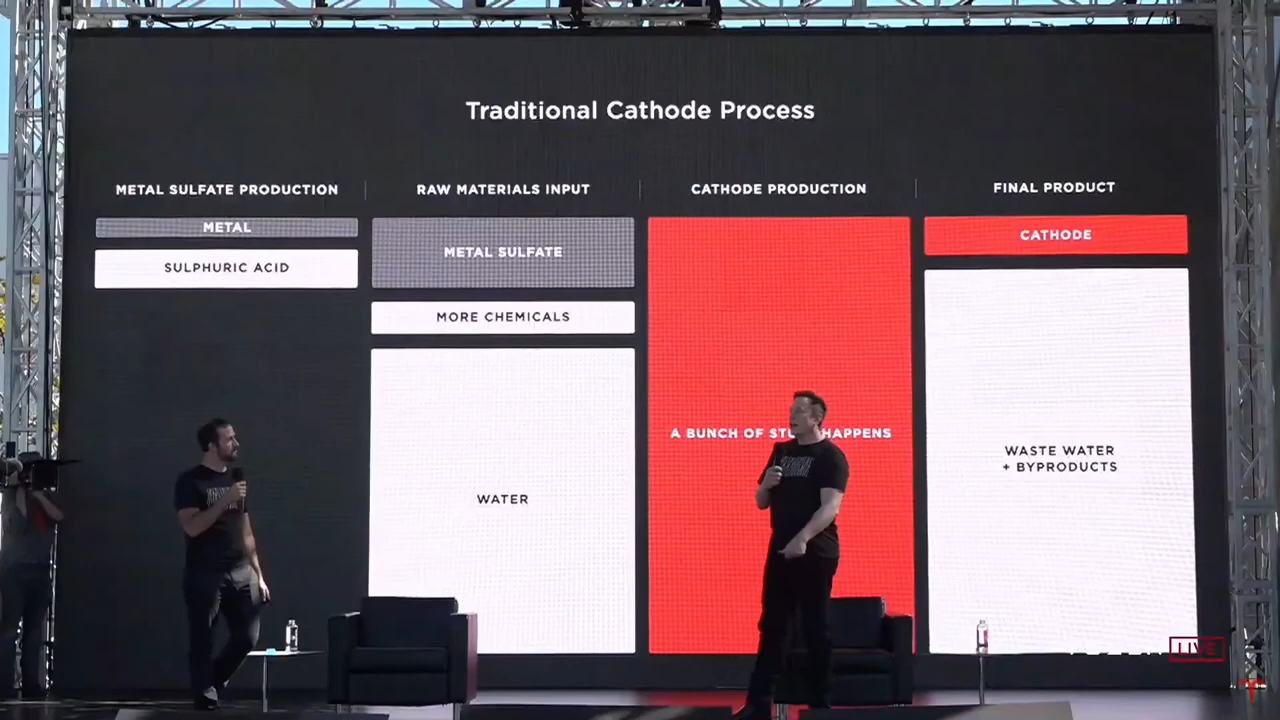 Traditional Cathode Process
METAL SULFATE PRODUCTION
RAW MATERIALS INPUT
CATHODE PRODUCTION
FINAL PRODUCT
METAL
SULPHURIC ACID
METAL SULFATE
MORE CHEMICALS
WATER
A BUNCH OF HAPPENS
CATHODE
WASTE WATER
+ BYPRODUCTS
LIVE